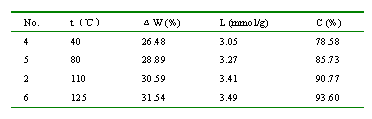 No. t (℃) Δ W(%) L (mmol/g) C (%)
4 40 26.48 3.05 78.58
5 80 28.89 3.27 85.73
2 110 30.59 3.41 90.77
6 125 31.54 3.49 93.60